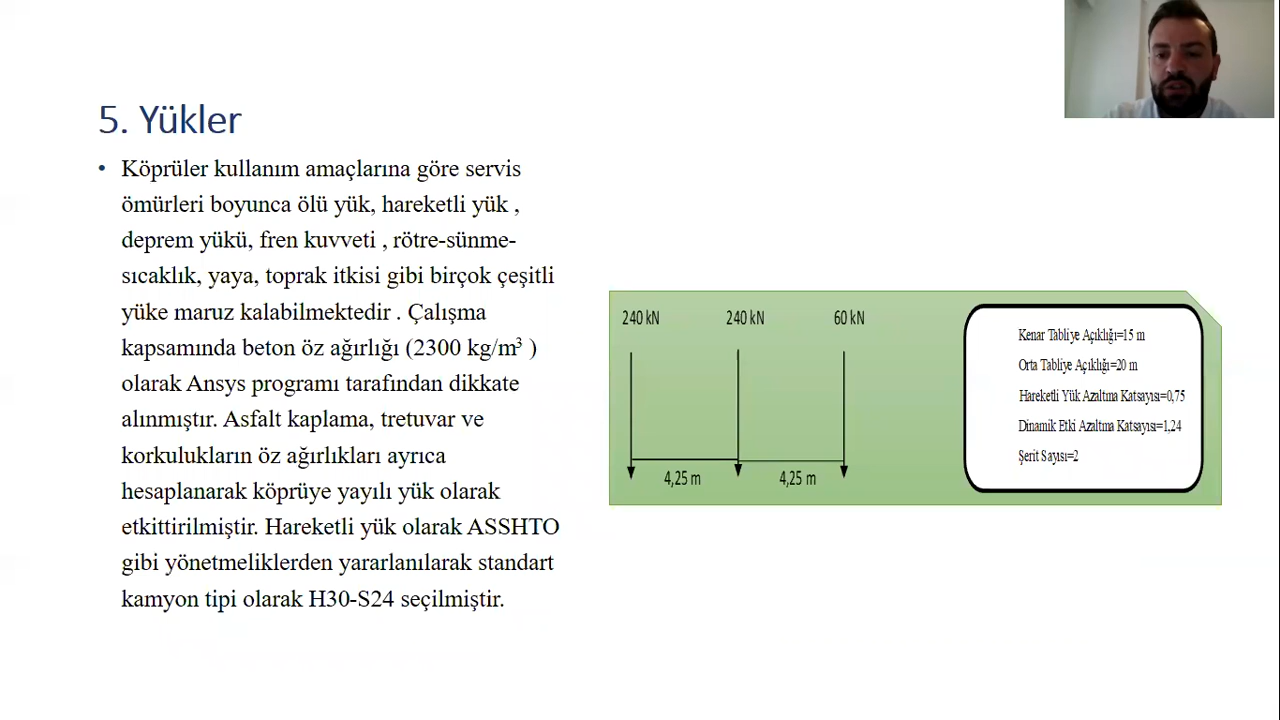 5. Yükler
• Köprüler kullanım amaçlarına göre servis
ömürleri boyunca ölü yük, hareketli yük ,
deprem yükü, fren kuvveti , rötre-sünme-
sıcaklık, yaya, toprak itkisi gibi birçok çeşitli
yüke maruz kalabilmektedir . Çalışma
kapsamında beton öz ağırlığı (2300 kg/m³ )
olarak Ansys programı tarafından dikkate
alınmıştır. Asfalt kaplama, tretuvar ve
korkulukların öz ağırlıkları ayrıca
hesaplanarak köprüye yayılı yük olarak
etkittirilmiştir. Hareketli yük olarak ASSHTO
gibi yönetmeliklerden yararlanılarak standart
kamyon tipi olarak H30-S24 seçilmiştir.
240 kN 240 kN 60 kN
4,25 m 4,25 m
Kenar Tabliye Açıklığı=15 m
Orta Tabliye Açıklığı=20 m
Hareketli Yük Azaltma Katsayısı=0,75
Dinamik Etki Azaltma Katsayısı=1,24
Şerit Sayısı=2